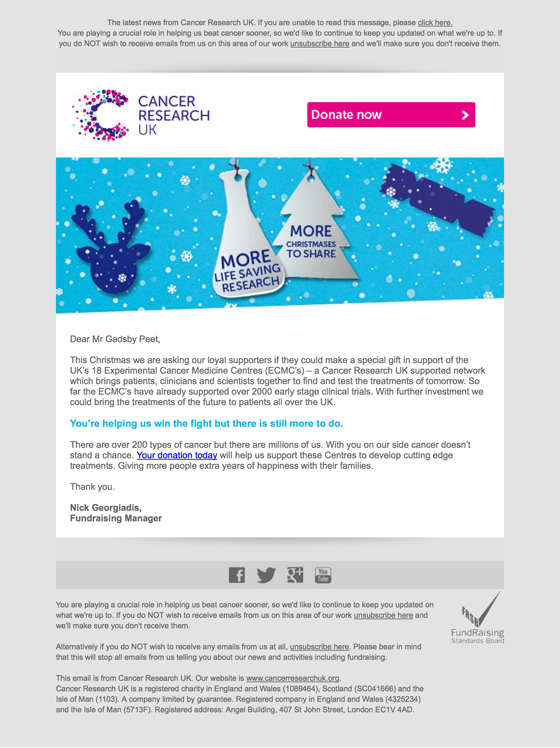 The latest news from Cancer Research UK. If you are unable to read this message, please click here.
You are playing a crucial role in helping us beat cancer sooner, so we'd like to continue to keep you updated on what we're up to. If
you do NOT wish to receive emails from us on this area of our work unsubscribe here and we'll make sure you don't receive them.
CANCER
RESEARCH
UK
Donate now
MORE
LIFE SAVING
RESEARCH
MORE
CHRISTMASES
TO SHARE
Dear Mr Gadsby Peet,
This Christmas we are asking our loyal supporters if they could make a special gift in support of the
UK's 18 Experimental Cancer Medicine Centres (ECMC's) – a Cancer Research UK supported network
which brings patients, clinicians and scientists together to find and test the treatments of tomorrow. So
far the ECMC's have already supported over 2000 early stage clinical trials. With further investment we
could bring the treatments of the future to patients all over the UK.
You're helping us win the fight but there is still more to do.
There are over 200 types of cancer but there are millions of us. With you on our side cancer doesn't
stand a chance. Your donation today will help us support these Centres to develop cutting edge
treatments. Giving more people extra years of happiness with their families.
Thank you.
Nick Georgiadis,
Fundraising Manager
You Tube
You are playing a crucial role in helping us beat cancer sooner, so we'd like to continue to keep you updated on
what we're up to. If you do NOT wish to receive emails from us on this area of our work unsubscribe here and
we'll make sure you don't receive them.
FRSB
FundRaising
Standards Board
Alternatively if you do NOT wish to receive any emails from us at all, unsubscribe here. Please bear in mind
that this will stop all emails from us telling you about our news and activities including fundraising.
This email is from Cancer Research UK. Our website is www.cancerresearchuk.org.
Cancer Research UK is a registered charity in England and Wales (1089464), Scotland (SC041666) and the
Isle of Man (1103). A company limited by guarantee. Registered company in England and Wales (4325234)
and the Isle of Man (5713F). Registered address: Angel Building, 407 St John Street, London EC1V 4AD.